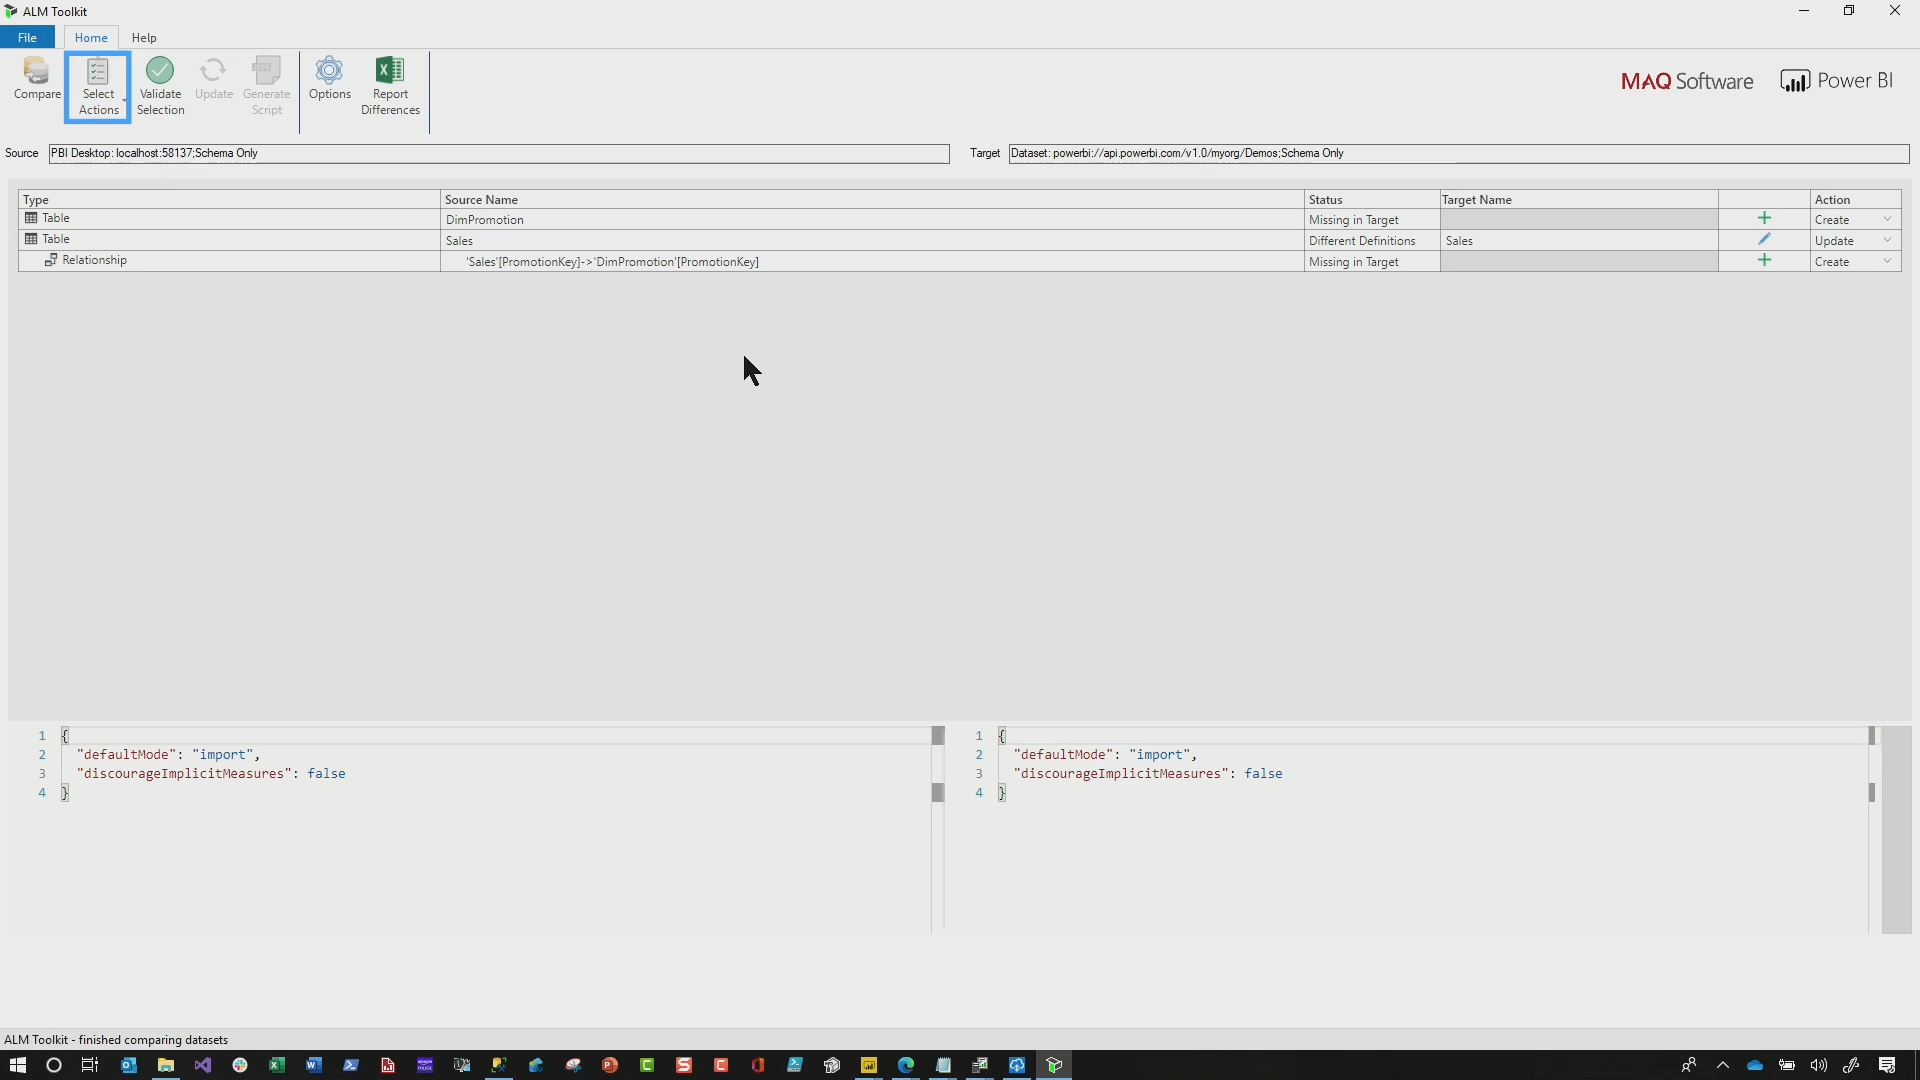 ALM Toolkit
File Home Help
Compare Select Actions Validate Selection Update Generate Script Options Report Differences
MAQ Software Power BI
Source PBI Desktop: localhost:58137;Schema Only Target Dataset: powerbi://api.powerbi.com/v1.0/myorg/Demos;Schema Only
Type Source Name Status Target Name Action
Table DimPromotion Missing in Target Create
Table Sales Different Definitions Sales Update
Relationship 'Sales'[PromotionKey]->'DimPromotion'[PromotionKey] Missing in Target Create
1 {
2 "defaultMode": "import",
3 "discourageImplicitMeasures": false
4 }
1 {
2 "defaultMode": "import",
3 "discourageImplicitMeasures": false
4 }
ALM Toolkit - finished comparing datasets